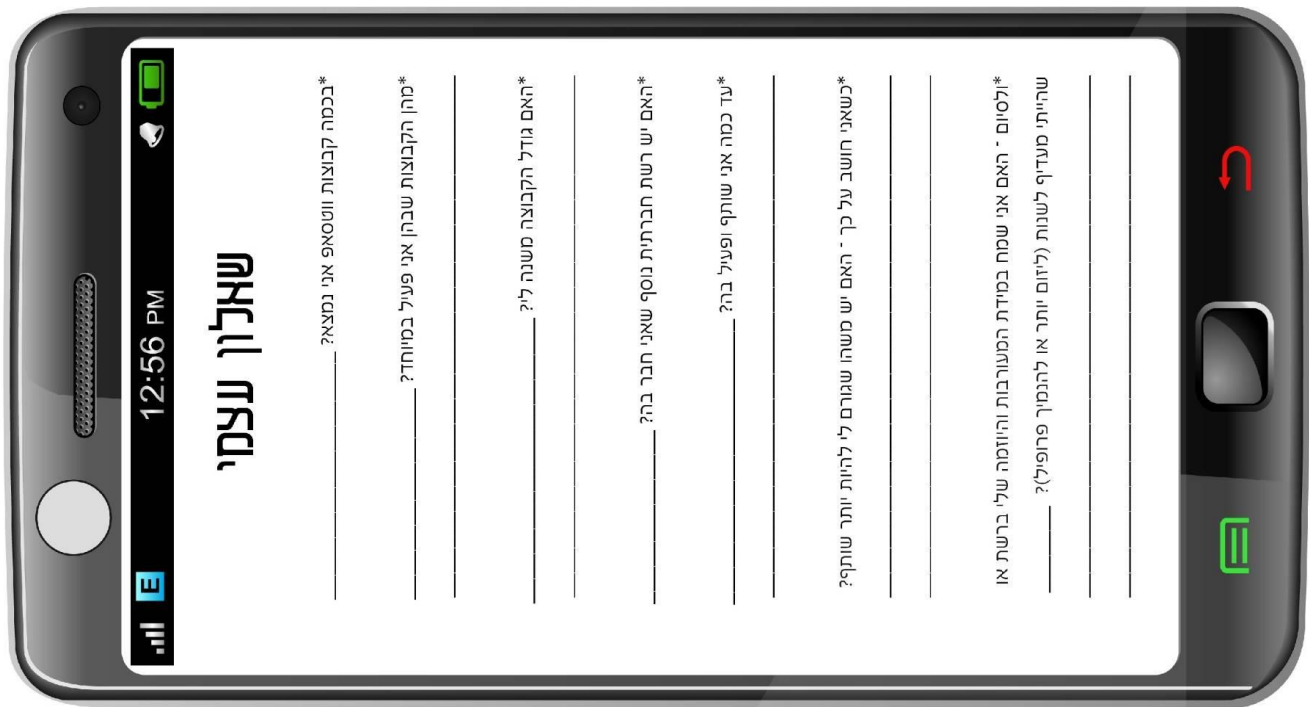 E 12:56 PM
שאלון עצמי
*בכמה קבוצות ווטסאפ אני נמצא?
*מהן הקבוצות שבהן אני פעיל במיוחד?
*האם גודל הקבוצה משנה לי?
*האם יש רשת חברתית נוסף שאני חבר בה?
*עד כמה אני שותף ופעיל בה?
*כשאני חושב על כך - האם יש משהו שגורם לי להיות יותר שותף?
*ולסיום - האם אני שמח במידת המעורבות והיוזמה שלי ברשת או
שהייתי מעדיף לשנות (ליזום יותר או להנמיך פרופיל)?